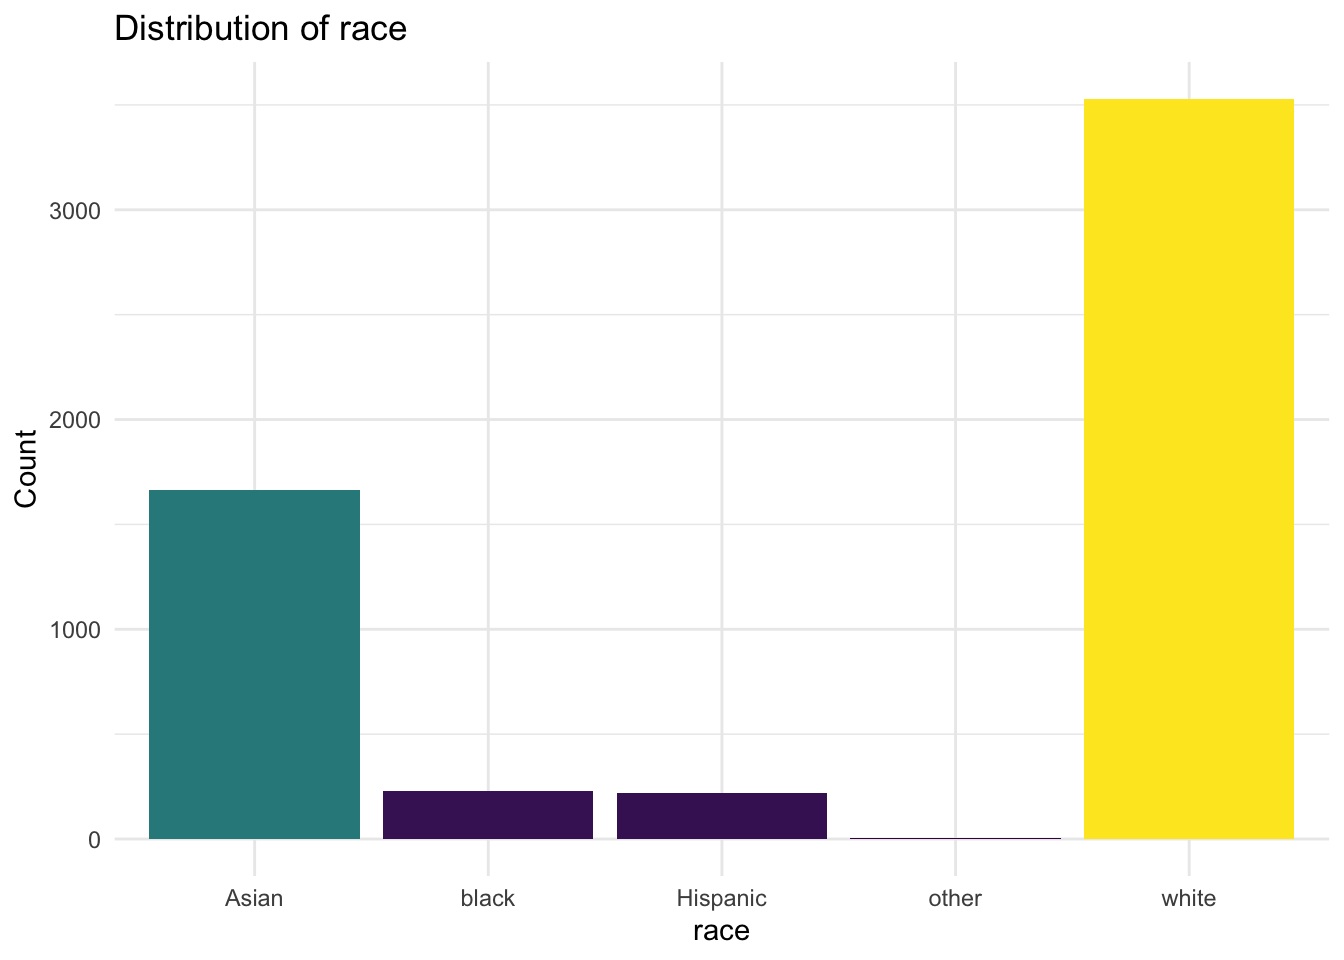 Distribution of race
Count
3000
2000
1000
0
Asian
black
Hispanic
other
white
race